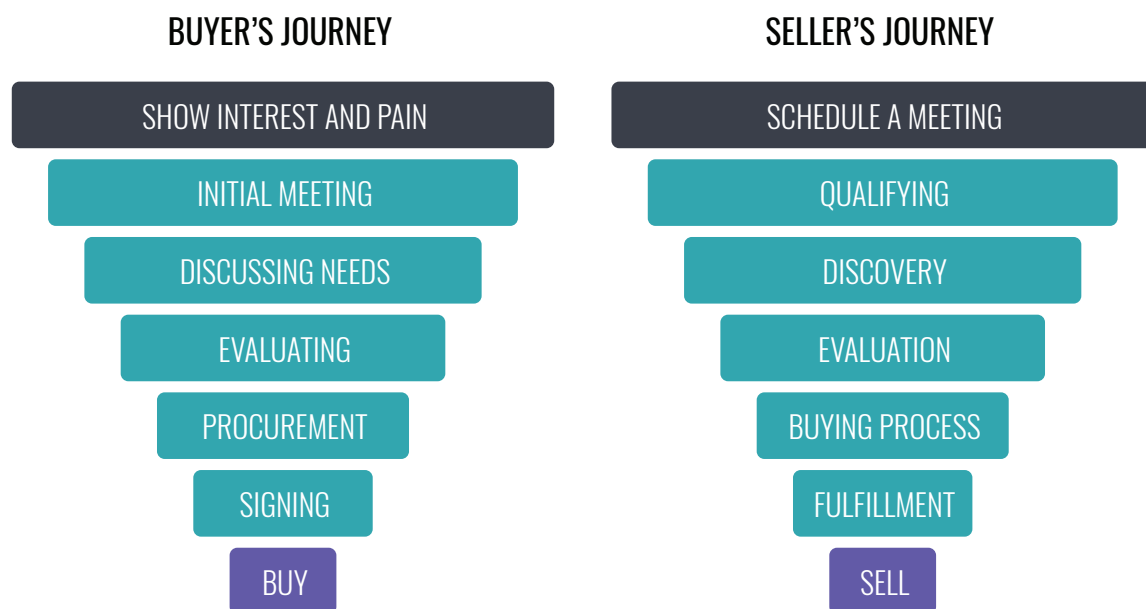 BUYER’S JOURNEY
SHOW INTEREST AND PAIN
INITIAL MEETING
DISCUSSING NEEDS
EVALUATING
PROCUREMENT
SIGNING
BUY
SELLER’S JOURNEY
SCHEDULE A MEETING
QUALIFYING
DISCOVERY
EVALUATION
BUYING PROCESS
FULFILLMENT
SELL